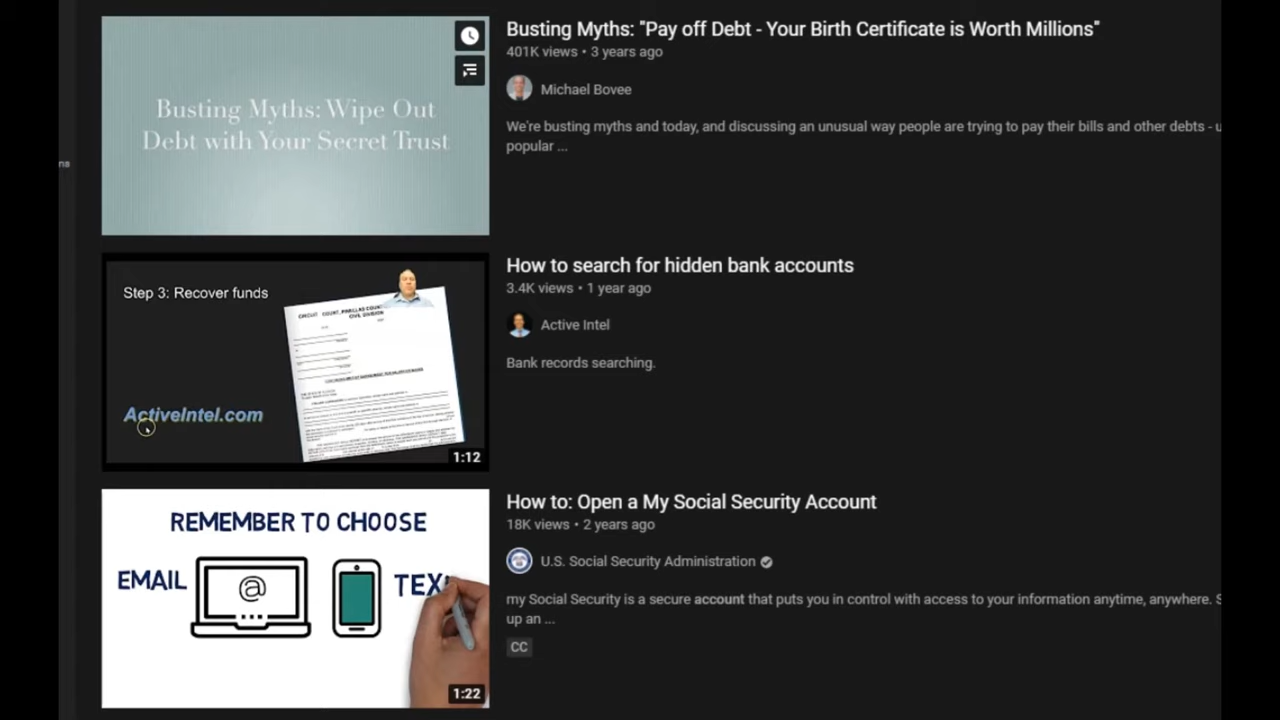 Busting Myths: Wipe Out
Debt with Your Secret Trust
Busting Myths: "Pay off Debt - Your Birth Certificate is Worth Millions"
401K views • 3 years ago
Michael Bovee
We're busting myths and today, and discussing an unusual way people are trying to pay their bills and other debts - u
popular ...
Step 3: Recover funds
CIVIL DIVISION
ActiveIntel.com
1:12
How to search for hidden bank accounts
3.4K views • 1 year ago
Active Intel
Bank records searching.
REMEMBER TO CHOOSE
EMAIL
@
TEX
1:22
How to: Open a My Social Security Account
18K views • 2 years ago
U.S. Social Security Administration
my Social Security is a secure account that puts you in control with access to your information anytime, anywhere. S
up an ...
CC